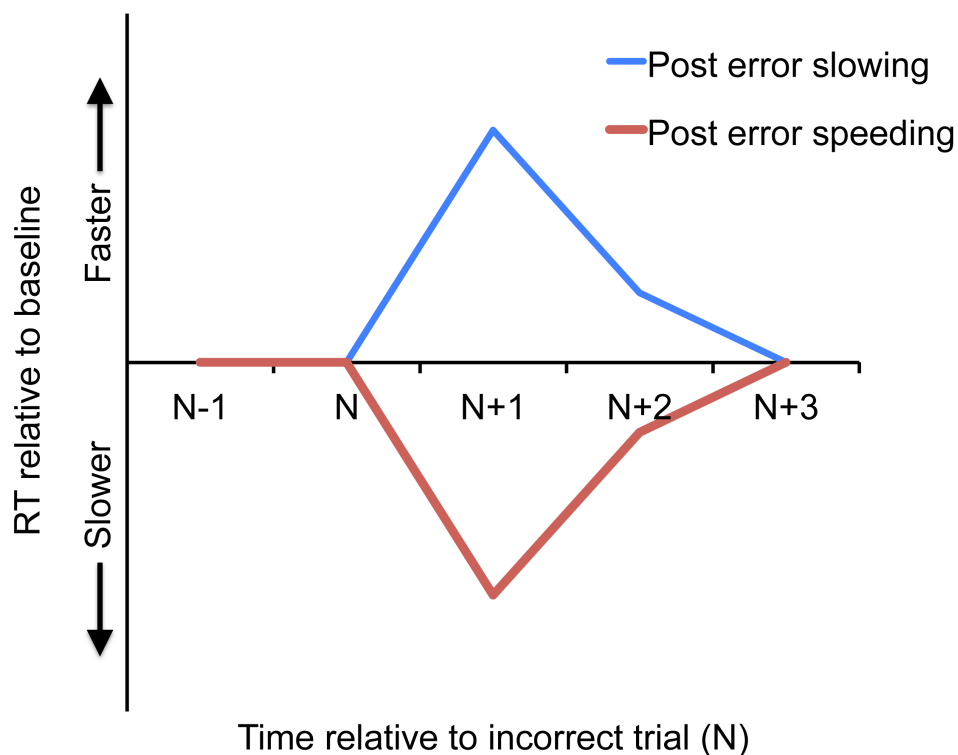 Post error slowing
Post error speeding
RT relative to baseline
Faster
Slower
N-1
N
N+1
N+2
N+3
Time relative to incorrect trial (N)